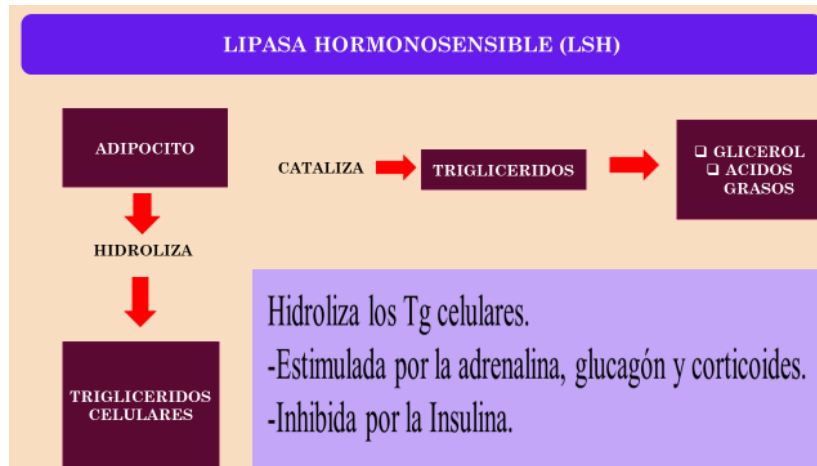 LIPASA HORMONOSENSIBLE (LSH)
ADIPOCITO
HIDROLIZA
TRIGLICERIDOS
CELULARES
CATALIZA
TRIGLICERIDOS
❑ GLICEROL
❑ ACIDOS
GRASOS
Hidroliza los Tg celulares.
-Estimulada por la adrenalina, glucagón y corticoides.
-Inhibida por la Insulina.